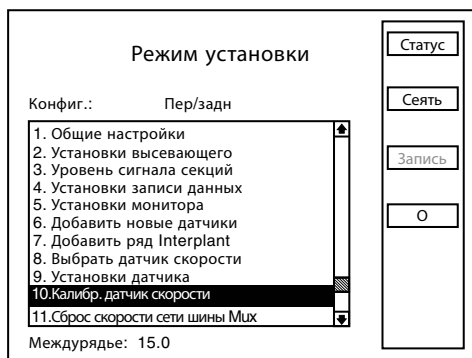 Режим установки
Конфиг.: Пер/задн
1. Общие настройки
2. Установки высевающего
3. Уровень сигнала секций
4. Установки записи данных
5. Установки монитора
6. Добавить новые датчики
7. Добавить ряд Interplant
8. Выбрать датчик скорости
9. Установки датчика
10.Калибр. датчик скорости
11.Сброс скорости сети шины Mux
Междурядье: 15.0
Статус
Сеять
Запись
О